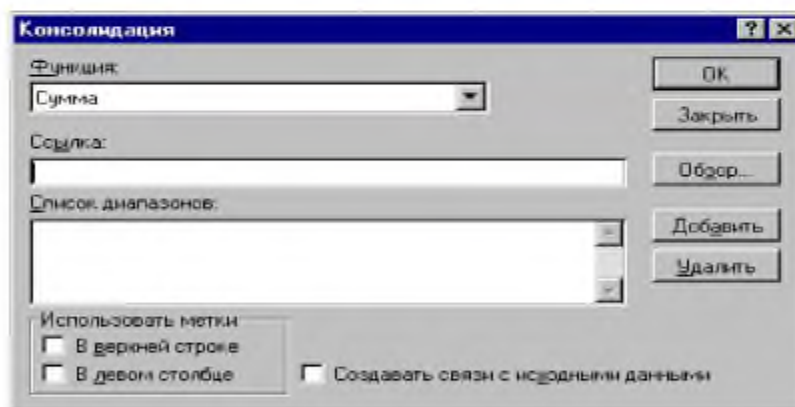 Консолидация
Функция:
Сумма
OK
Закрыть
Ссылка:
Обзор...
Список диапазонов:
Добавить
Удалить
Использовать метки
В верхней строке
В левом столбце
Создавать связи с исходными данными